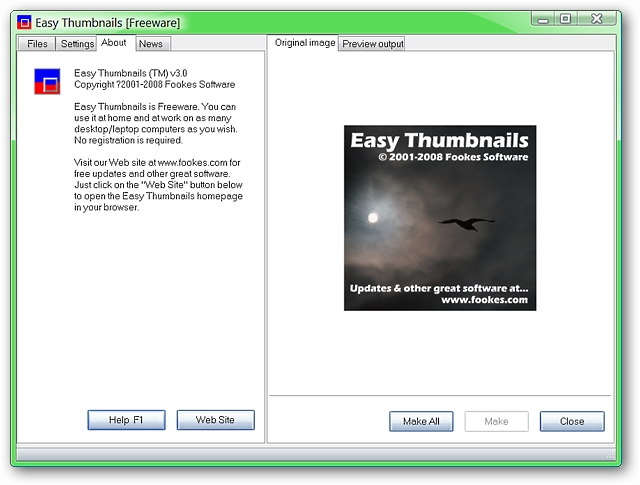 Easy Thumbnails [Freeware]
Files Settings About News
Original image Preview output
Easy Thumbnails (TM) v3.0
Copyright ?2001-2008 Fookes Software
Easy Thumbnails is Freeware. You can
use it at home and at work on as many
desktop/laptop computers as you wish.
No registration is required.
Visit our Web site at www.fookes.com for
free updates and other great software.
Just click on the "Web Site" button below
to open the Easy Thumbnails homepage
in your browser.
Easy Thumbnails
© 2001-2008 Fookes Software
Updates & other great software at...
www.fookes.com
Help F1 Web Site
Make All Make Close